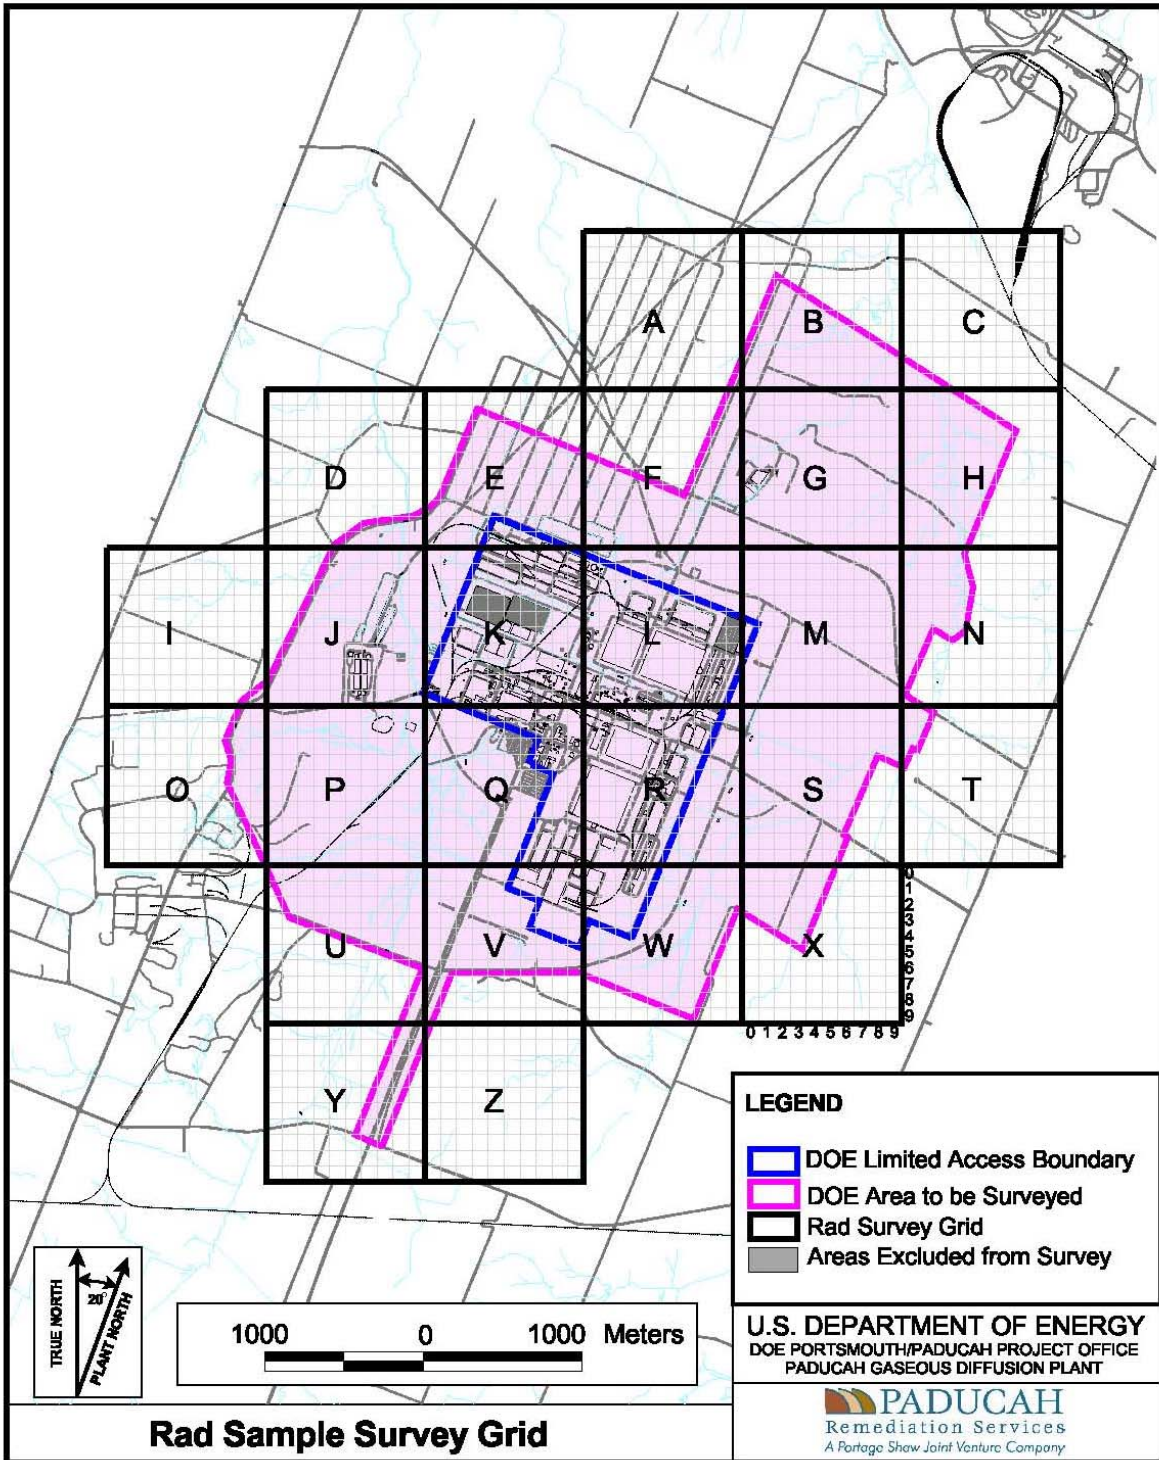 A
B
C
D
E
F
G
H
I
J
K
L
M
N
O
P
Q
R
S
T
U
V
W
X
0
1
2
3
4
5
6
7
8
9
0 1 2 3 4 5 6 7 8 9
Y
Z
LEGEND
DOE Limited Access Boundary
DOE Area to be Surveyed
Rad Survey Grid
Areas Excluded from Survey
TRUE NORTH
20°
PLANT NORTH
1000 0 1000 Meters
U.S. DEPARTMENT OF ENERGY
DOE PORTSMOUTH/PADUCAH PROJECT OFFICE
PADUCAH GASEOUS DIFFUSION PLANT
PADUCAH
Remediation Services
A Portage Shaw Joint Venture Company
Rad Sample Survey Grid